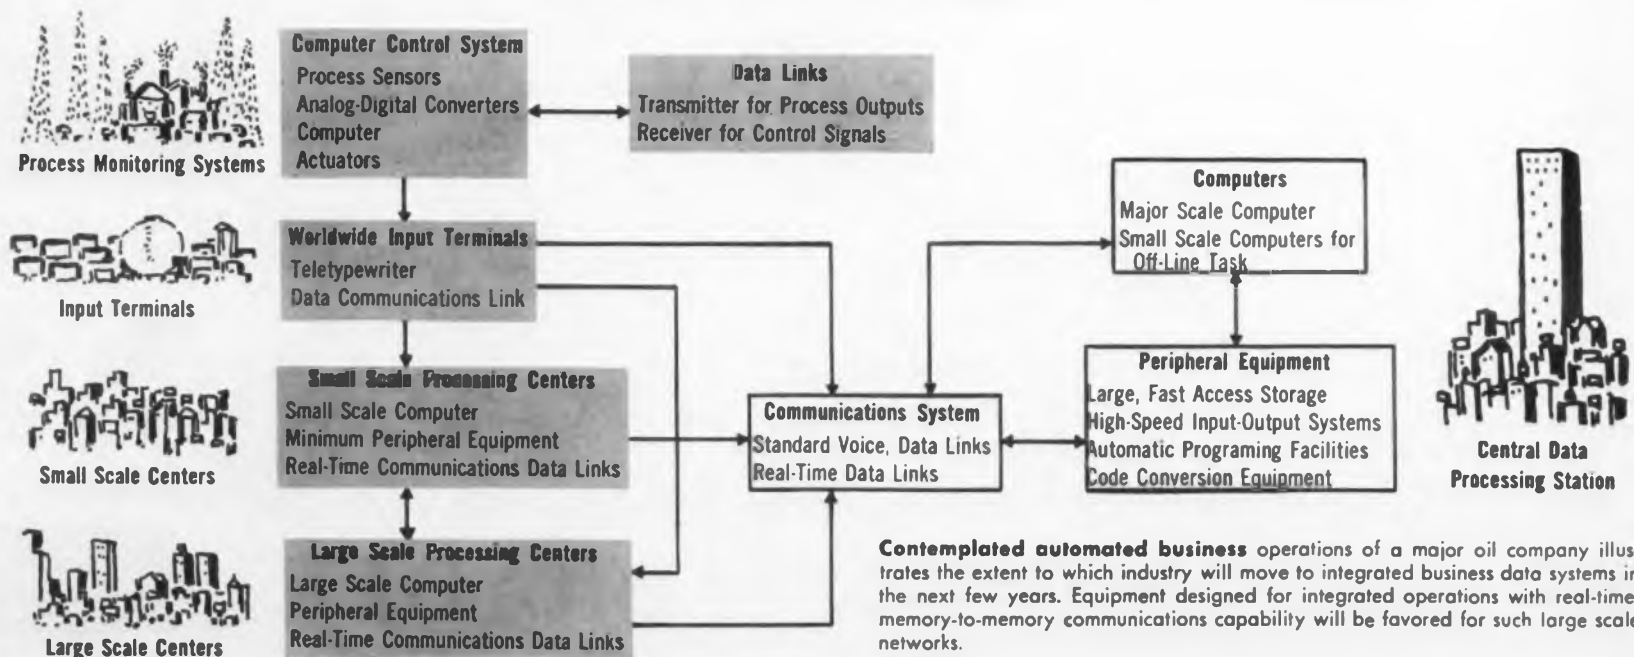 Process Monitoring Systems
Computer Control System
Process Sensors
Analog-Digital Converters
Computer
Actuators
Data Links
Transmitter for Process Outputs
Receiver for Control Signals
Input Terminals
Worldwide Input Terminals
Teletypewriter
Data Communications Link
Small Scale Centers
Small Scale Processing Centers
Small Scale Computer
Minimum Peripheral Equipment
Real-Time Communications Data Links
Large Scale Centers
Large Scale Processing Centers
Large Scale Computer
Peripheral Equipment
Real-Time Communications Data Links
Communications System
Standard Voice, Data Links
Real-Time Data Links
Computers
Major Scale Computer
Small Scale Computers for
Off-Line Task
Peripheral Equipment
Large, Fast Access Storage
High-Speed Input-Output Systems
Automatic Programing Facilities
Code Conversion Equipment
Central Data
Processing Station
Contemplated automated business operations of a major oil company illus-
trates the extent to which industry will move to integrated business data systems in
the next few years. Equipment designed for integrated operations with real-time
memory-to-memory communications capability will be favored for such large scale
networks.